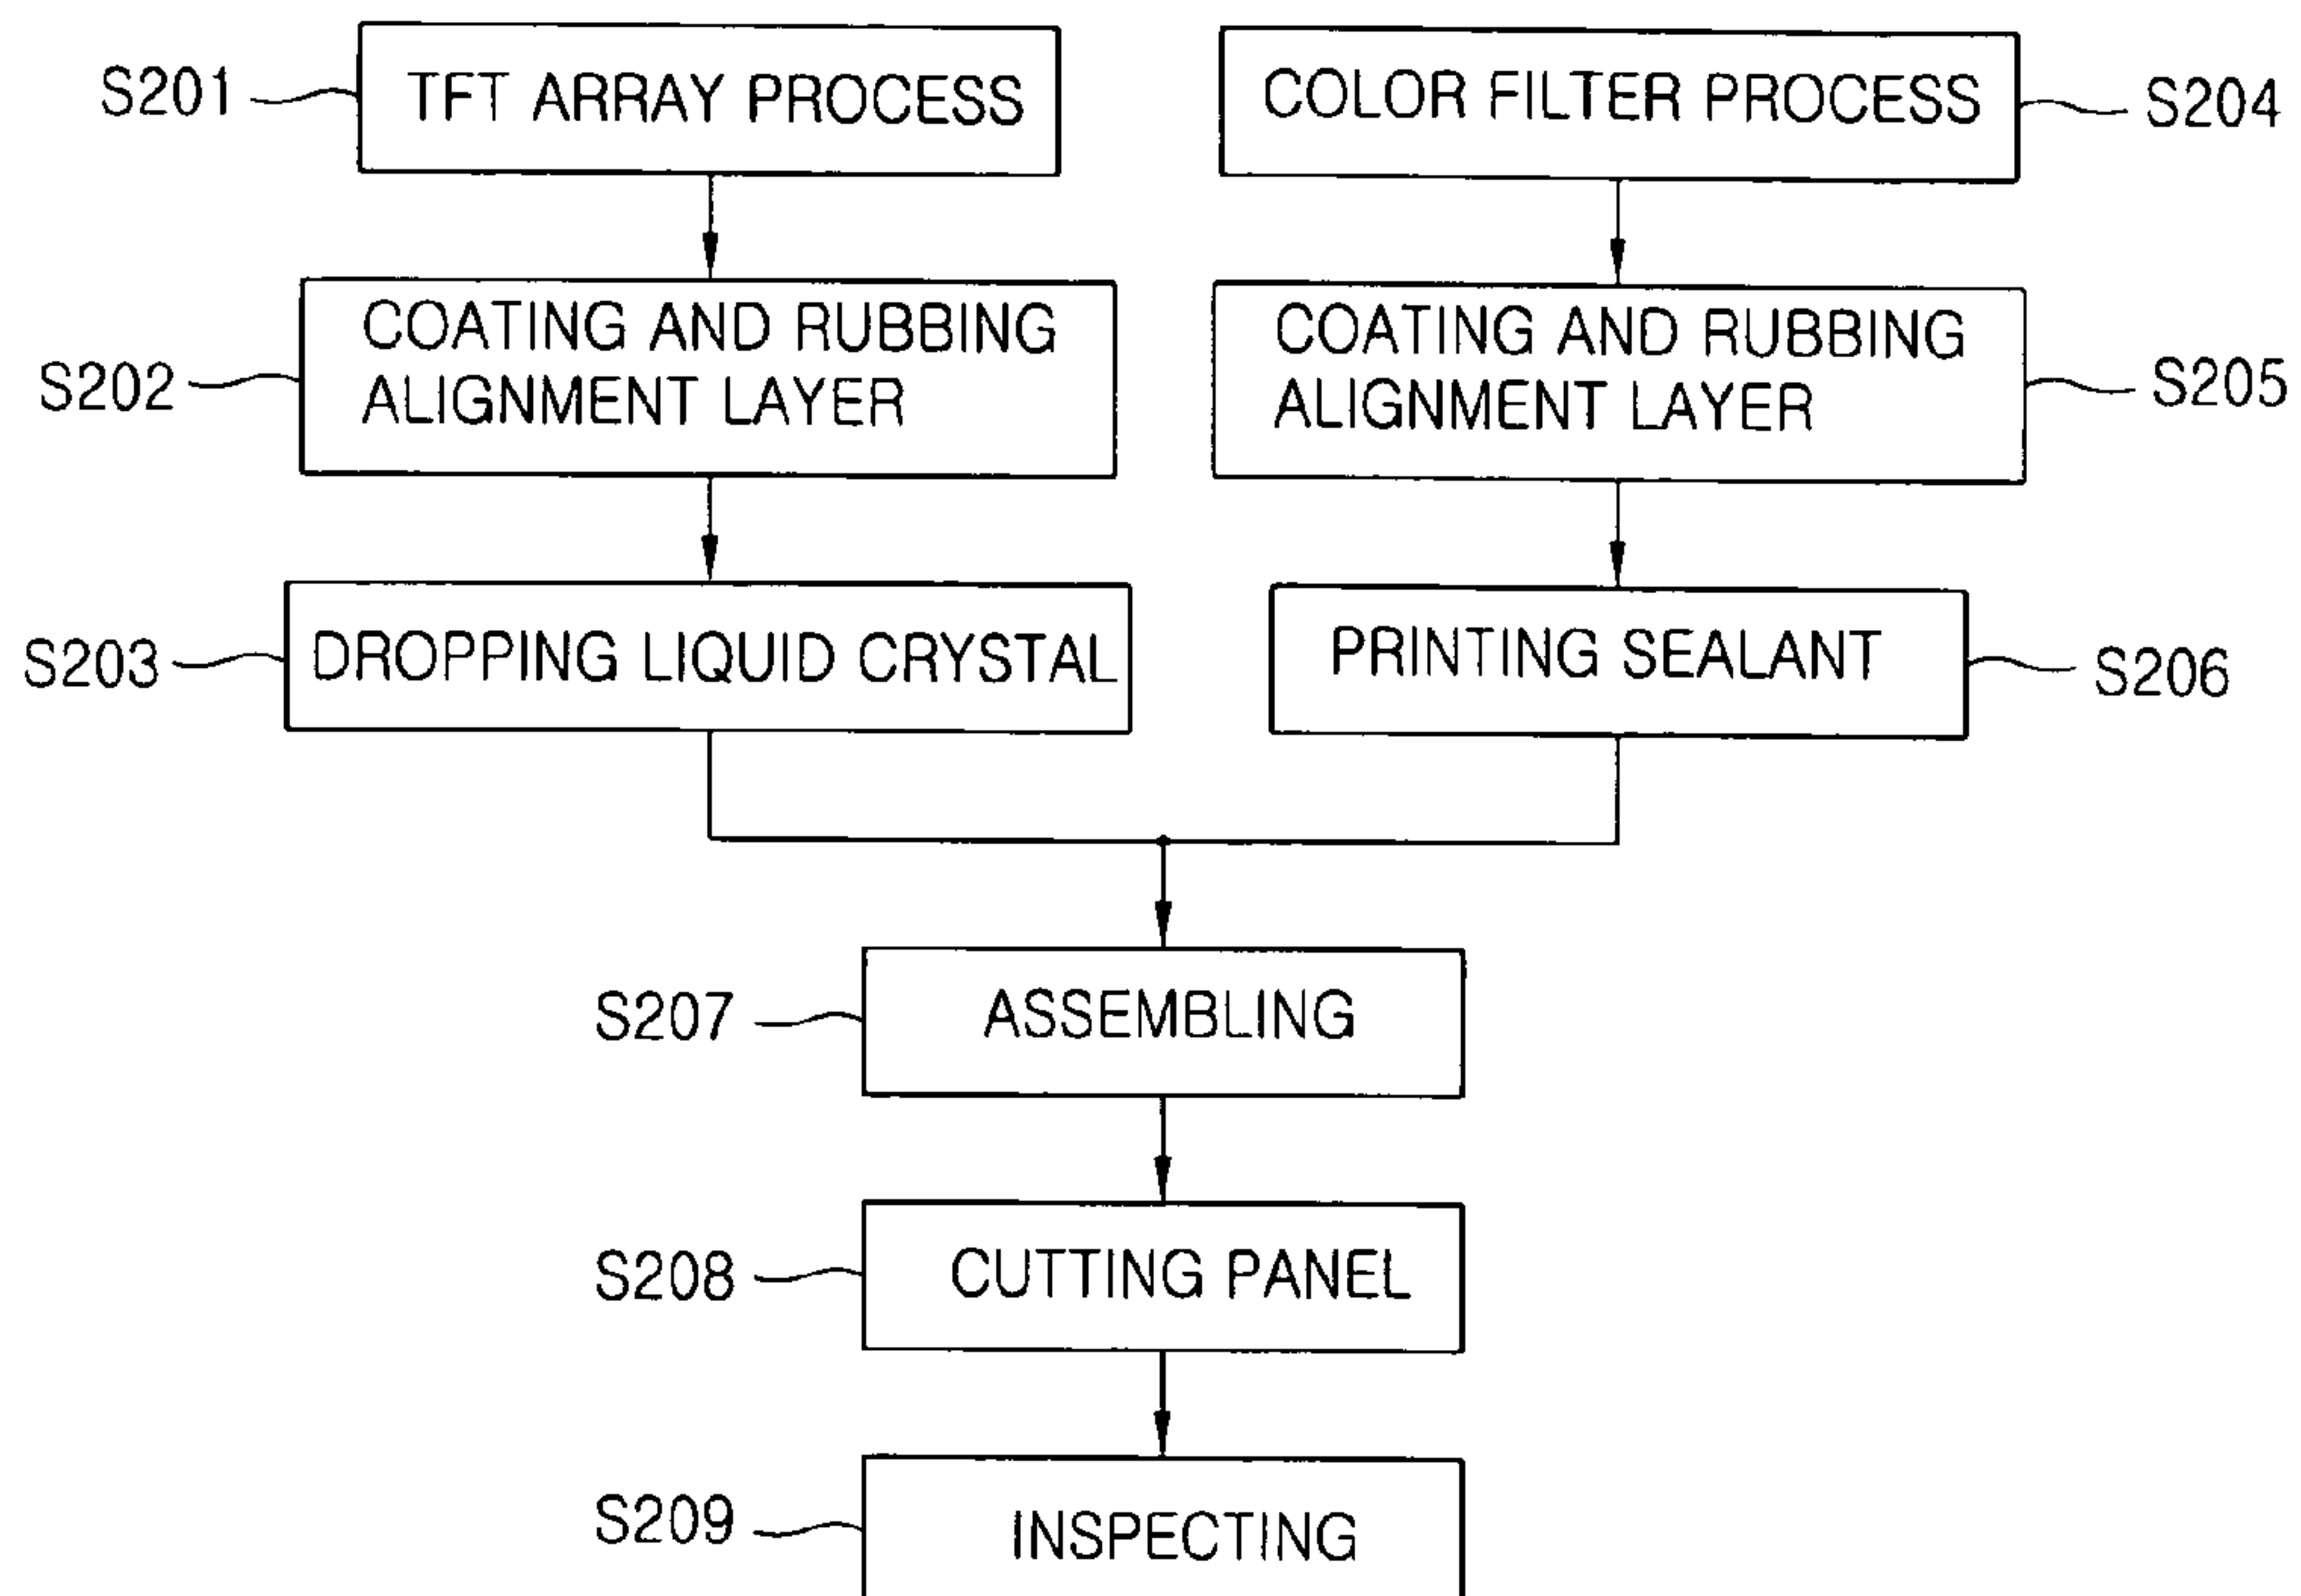 S201
TFT ARRAY PROCESS
COLOR FILTER PROCESS
S204
S202
COATING AND RUBBING
ALIGNMENT LAYER
COATING AND RUBBING
ALIGNMENT LAYER
S205
S203
DROPPING LIQUID CRYSTAL
PRINTING SEALANT
S206
S207
ASSEMBLING
S208
CUTTING PANEL
S209
INSPECTING